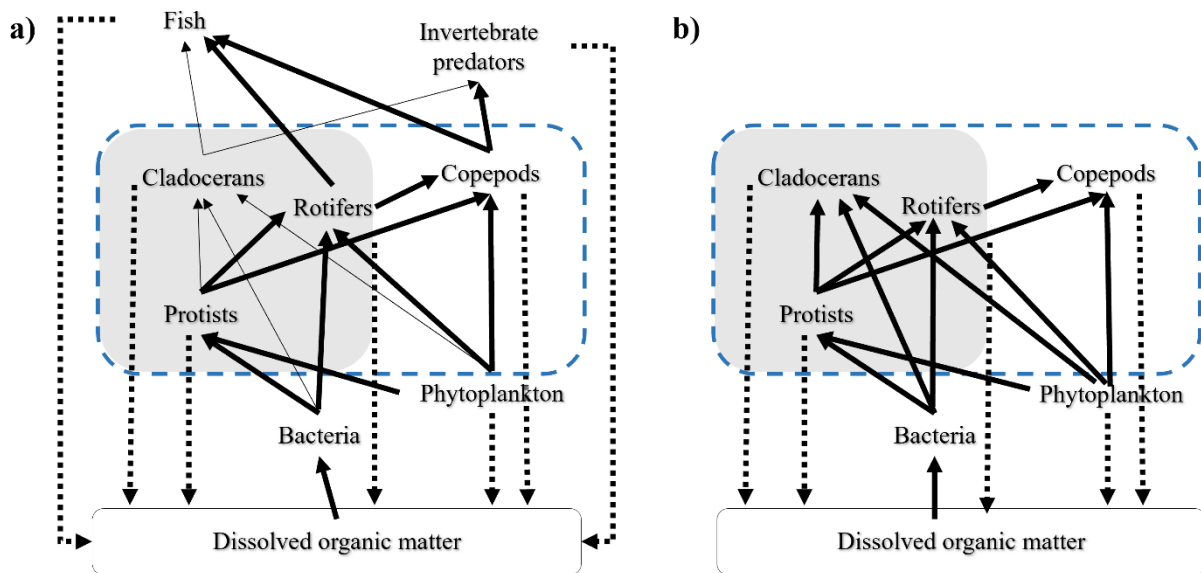 a)
Fish
Invertebrate
predators
Cladocerans
Copepods
Rotifers
Protists
Phytoplankton
Bacteria
Dissolved organic matter
b)
Cladocerans
Copepods
Rotifers
Protists
Phytoplankton
Bacteria
Dissolved organic matter